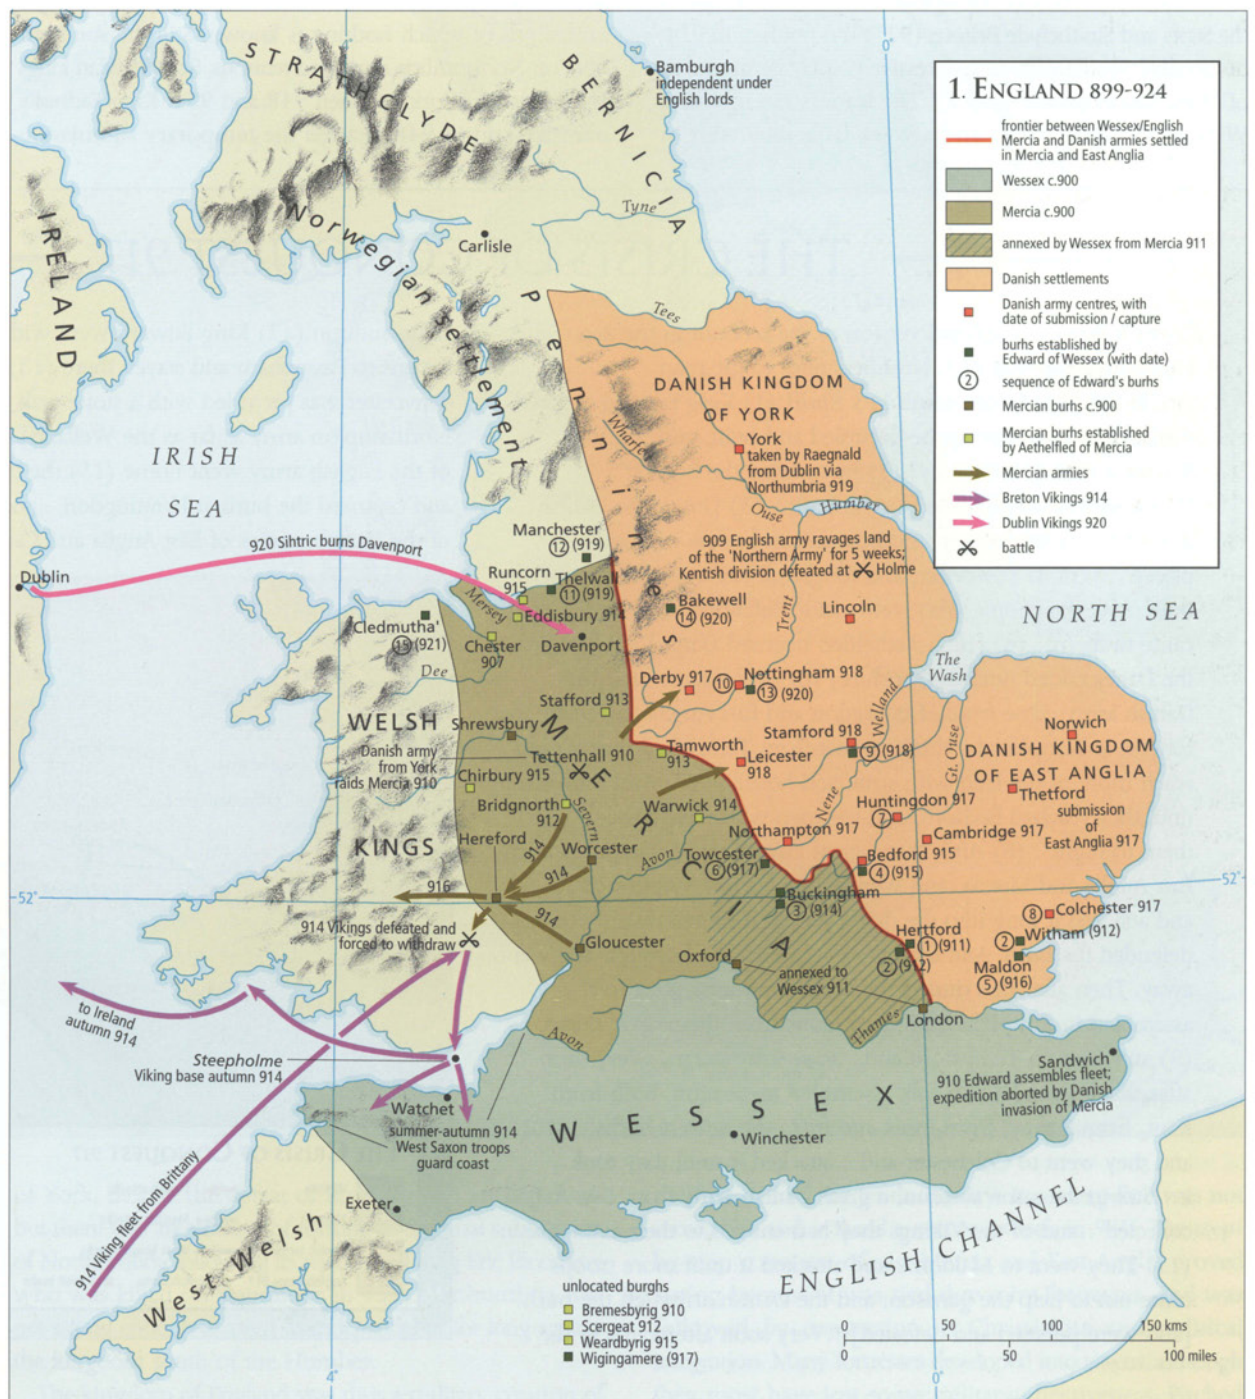 STRATHCLYDE
BERNICIA
Bamburgh
independent under
English lords
0°
4°
1. ENGLAND 899-924
frontier between Wessex/English
Mercia and Danish armies settled
in Mercia and East Anglia
Wessex c.900
Mercia c.900
annexed by Wessex from Mercia 911
Danish settlements
Danish army centres, with
date of submission / capture
burhs established by
Edward of Wessex (with date)
2 sequence of Edward's burhs
Mercian burhs c.900
Mercian burhs established
by Aethelfled of Mercia
Mercian armies
Breton Vikings 914
Dublin Vikings 920
battle
IRELAND
Norwegian Settlement
Carlisle
Tyne
Pennines
Tees
DANISH KINGDOM
OF YORK
York
taken by Raegnald
from Dublin via
Northumbria 919
Wharfe
Ouse
Humber
IRISH
SEA
909 English army ravages land
of the 'Northern Army' for 5 weeks;
Kentish division defeated at Holme
Manchester
12 (919)
920 Sihtric burns Davenport
Dublin
Runcorn
915
Thelwall
11 (919)
Mersey
Eddisbury 914
Bakewell
14 (920)
Trent
Lincoln
NORTH SEA
Cledmutha'
15 (921)
Chester
907
Davenport
Dee
The
Wash
Derby 917
10
Nottingham 918
13 (920)
Stafford 913
Welland
WELSH
KINGS
Shrewsbury
MERCIA
Stamford 918
9 (918)
Gt. Ouse
Norwich
Danish army
from York
raids Mercia 910
Tettenhall 910
Tamworth
913
Leicester
918
DANISH KINGDOM
OF EAST ANGLIA
Chirbury 915
Thetford
submission
of
East Anglia 917
Bridgnorth
912
Severn
Warwick 914
Nene
Huntingdon 917
7
Hereford
914
Worcester
Northampton 917
Cambridge 917
Avon
Towcester
6 (917)
Bedford 915
4 (915)
52°
916
914
52°
Buckingham
3 (914)
8 Colchester 917
914
914 Vikings defeated and
forced to withdraw
Gloucester
Hertford
1 (911)
2 (912)
2 Witham (912)
Oxford
annexed to
Wessex 911
Maldon
5 (916)
to Ireland
autumn 914
London
Thames
Avon
Steepholme
Viking base autumn 914
Sandwich
910 Edward assembles fleet;
expedition aborted by Danish
invasion of Mercia
Watchet
WESSEX
summer-autumn 914
West Saxon troops
guard coast
Winchester
914 Viking fleet from Brittany
Exeter
West Welsh
ENGLISH CHANNEL
unlocated burghs
Bremesbyrig 910
Scergeat 912
Weardbyrig 915
Wigingamere (917)
0 50 100 150 kms
0 50 100 miles
4°
0°